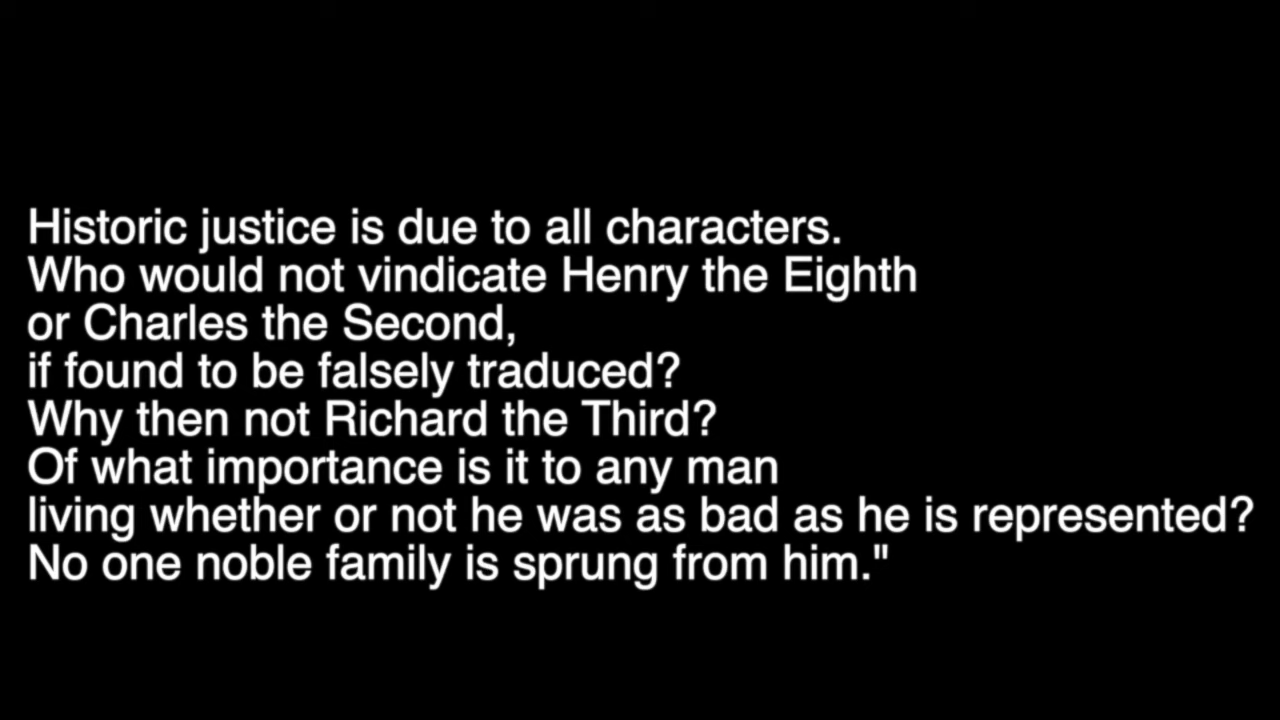 Historic justice is due to all characters.
Who would not vindicate Henry the Eighth
or Charles the Second,
if found to be falsely traduced?
Why then not Richard the Third?
Of what importance is it to any man
living whether or not he was as bad as he is represented?
No one noble family is sprung from him."